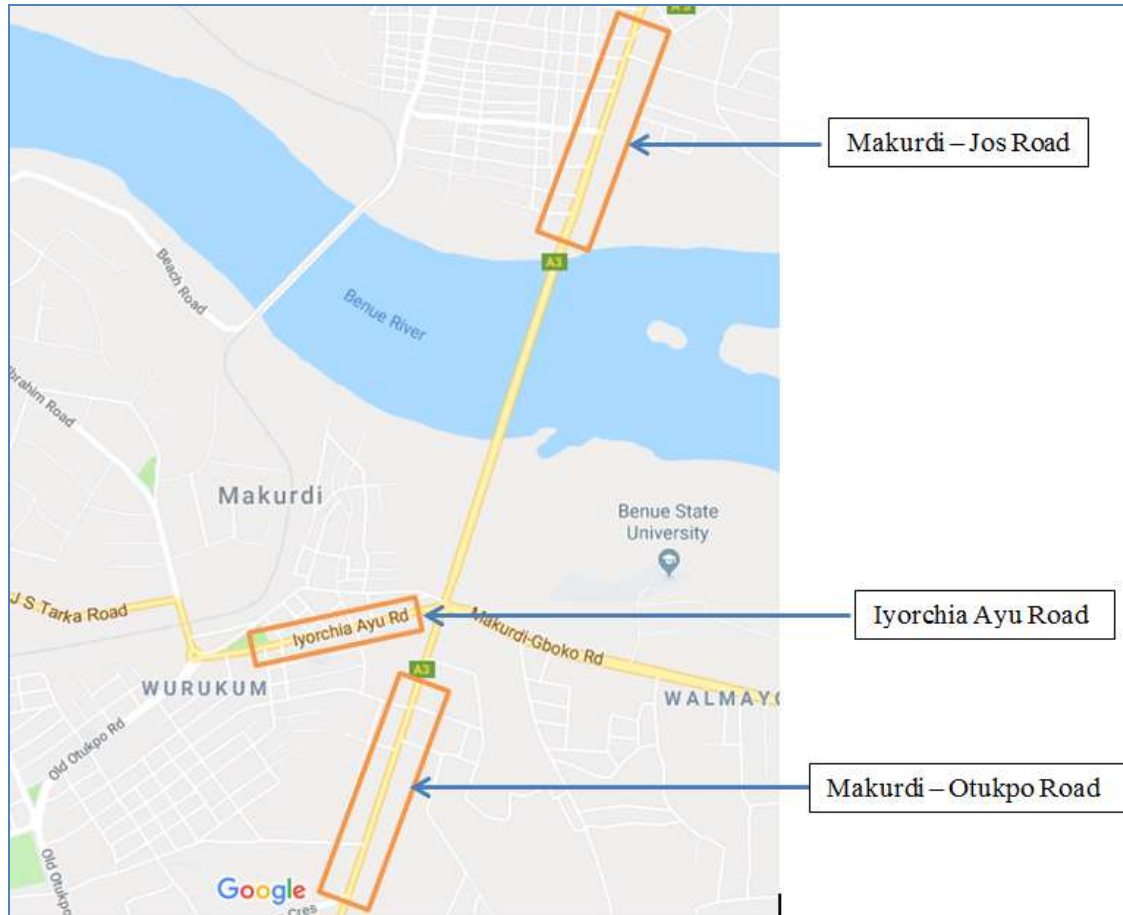 A3
Makurdi – Jos Road
A3
Beach Road
Benue River
Ibrahim Road
Makurdi
Benue State
University
J S Tarka Road
Iyorchia Ayu Rd
Iyorchia Ayu Road
Makurdi-Gboko Rd
A3
WURUKUM
WALMAYO
Old Otukpo Rd
Makurdi – Otukpo Road
Old Otukpo
Google
Cres